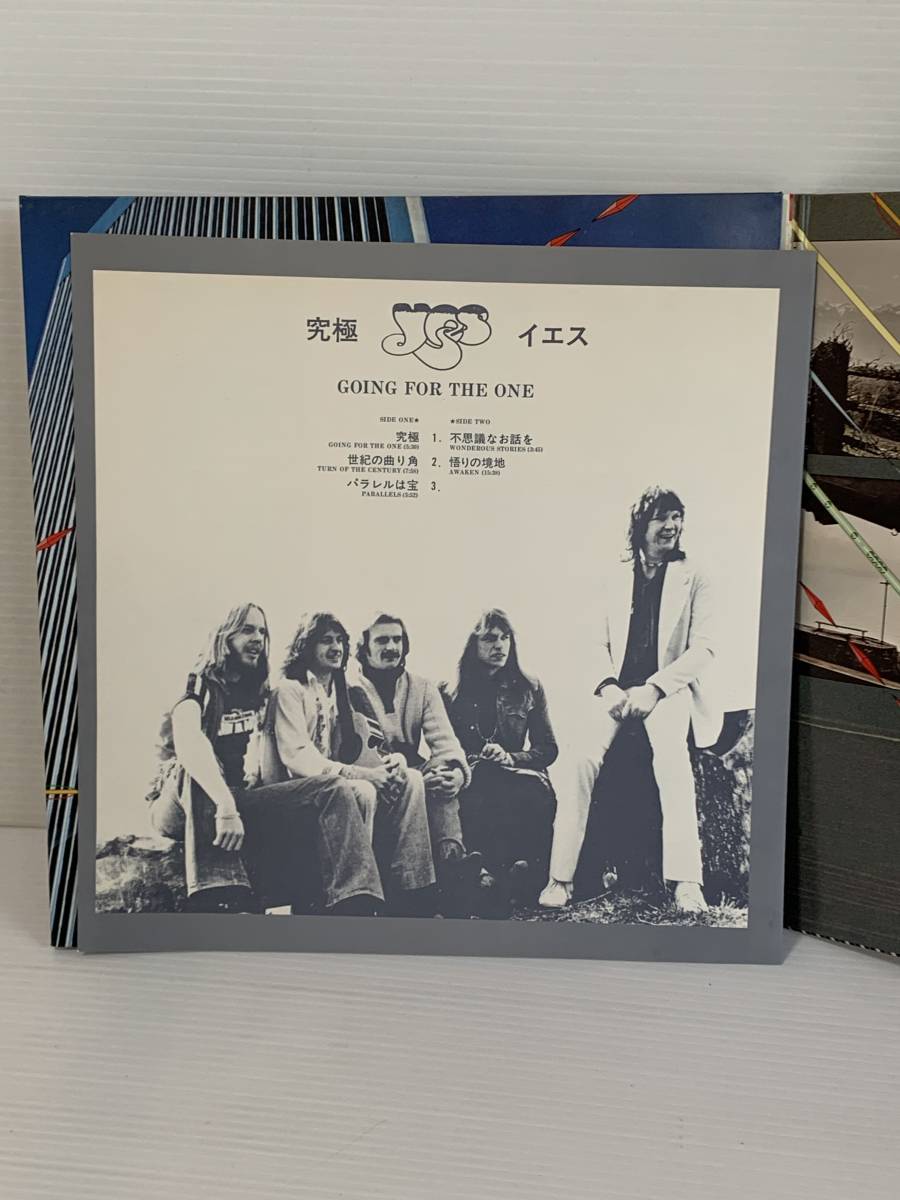 究極 yes イエス
GOING FOR THE ONE
SIDE ONE★ ★SIDE TWO
究極 1. 不思議なお話を
GOING FOR THE ONE (5:30) WONDEROUS STORIES (3:45)
世紀の曲り角 2. 悟りの境地
TURN OF THE CENTURY (7:58) AWAKEN (15:38)
パラレルは宝 3.
PARALLELS (5:52)